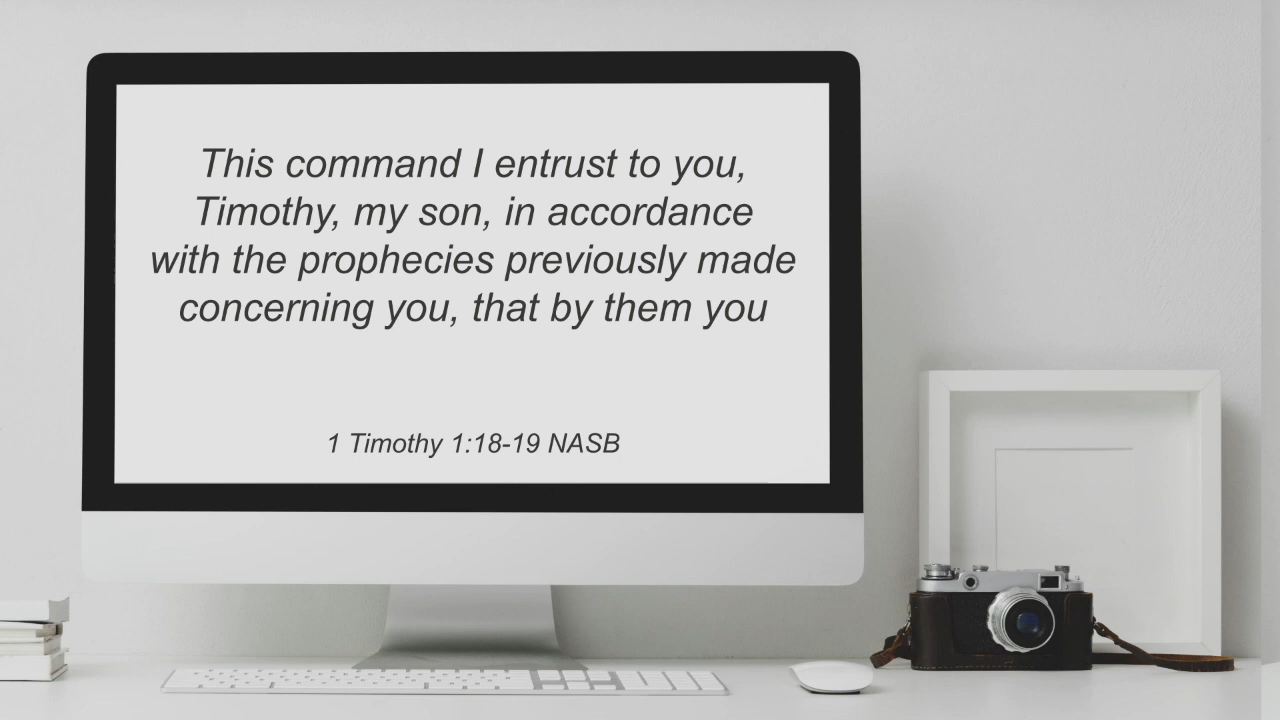 This command I entrust to you,
Timothy, my son, in accordance
with the prophecies previously made
concerning you, that by them you
1 Timothy 1:18-19 NASB